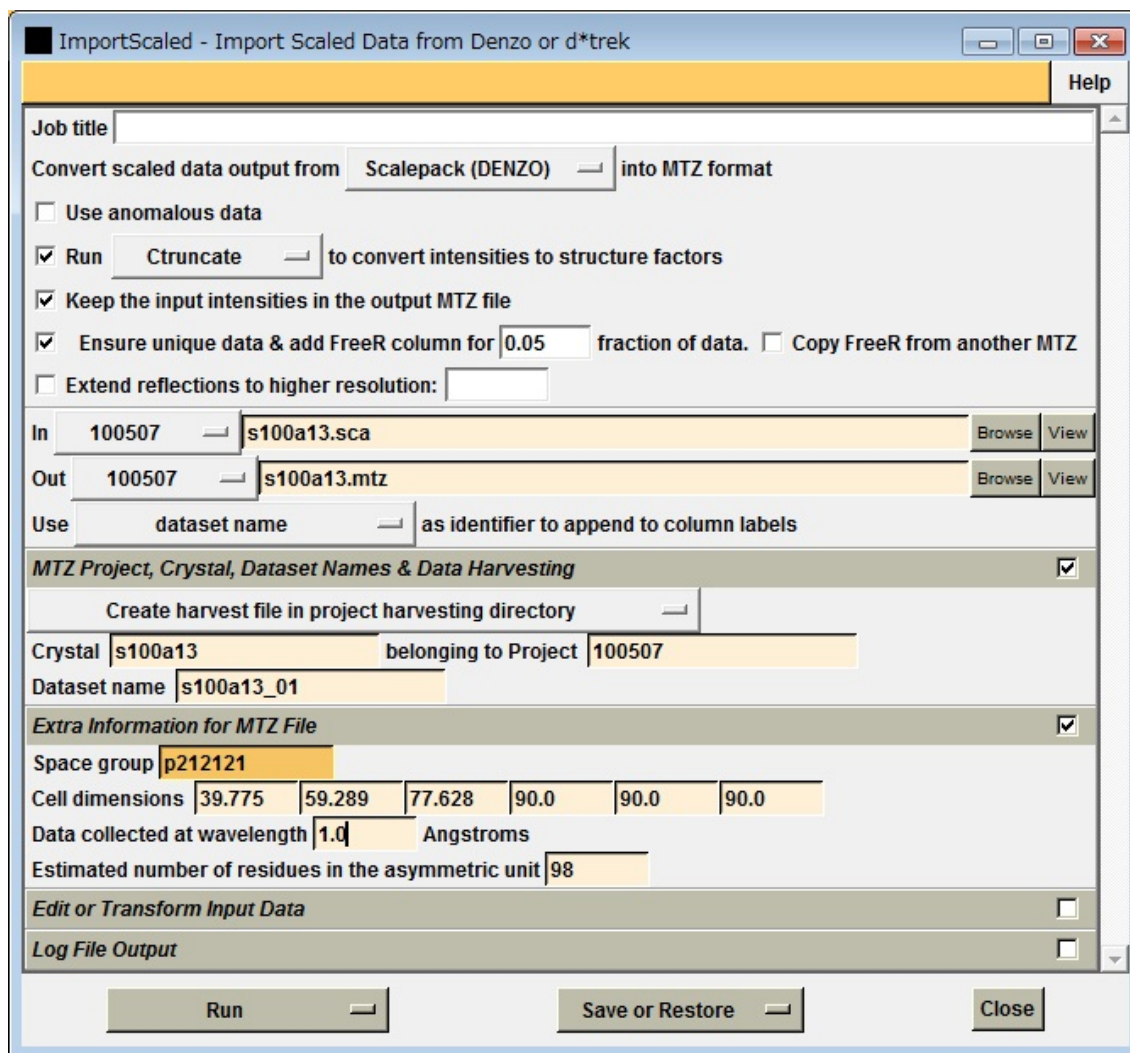 ImportScaled - Import Scaled Data from Denzo or d*trek
Help
Job title
Convert scaled data output from Scalepack (DENZO) into MTZ format
Use anomalous data
Run Ctruncate to convert intensities to structure factors
Keep the input intensities in the output MTZ file
Ensure unique data & add FreeR column for 0.05 fraction of data. Copy FreeR from another MTZ
Extend reflections to higher resolution:
In 100507 s100a13.sca Browse View
Out 100507 s100a13.mtz Browse View
Use dataset name as identifier to append to column labels
MTZ Project, Crystal, Dataset Names & Data Harvesting
Create harvest file in project harvesting directory
Crystal s100a13 belonging to Project 100507
Dataset name s100a13_01
Extra Information for MTZ File
Space group p212121
Cell dimensions 39.775 59.289 77.628 90.0 90.0 90.0
Data collected at wavelength 1.0 Angstroms
Estimated number of residues in the asymmetric unit 98
Edit or Transform Input Data
Log File Output
Run Save or Restore Close